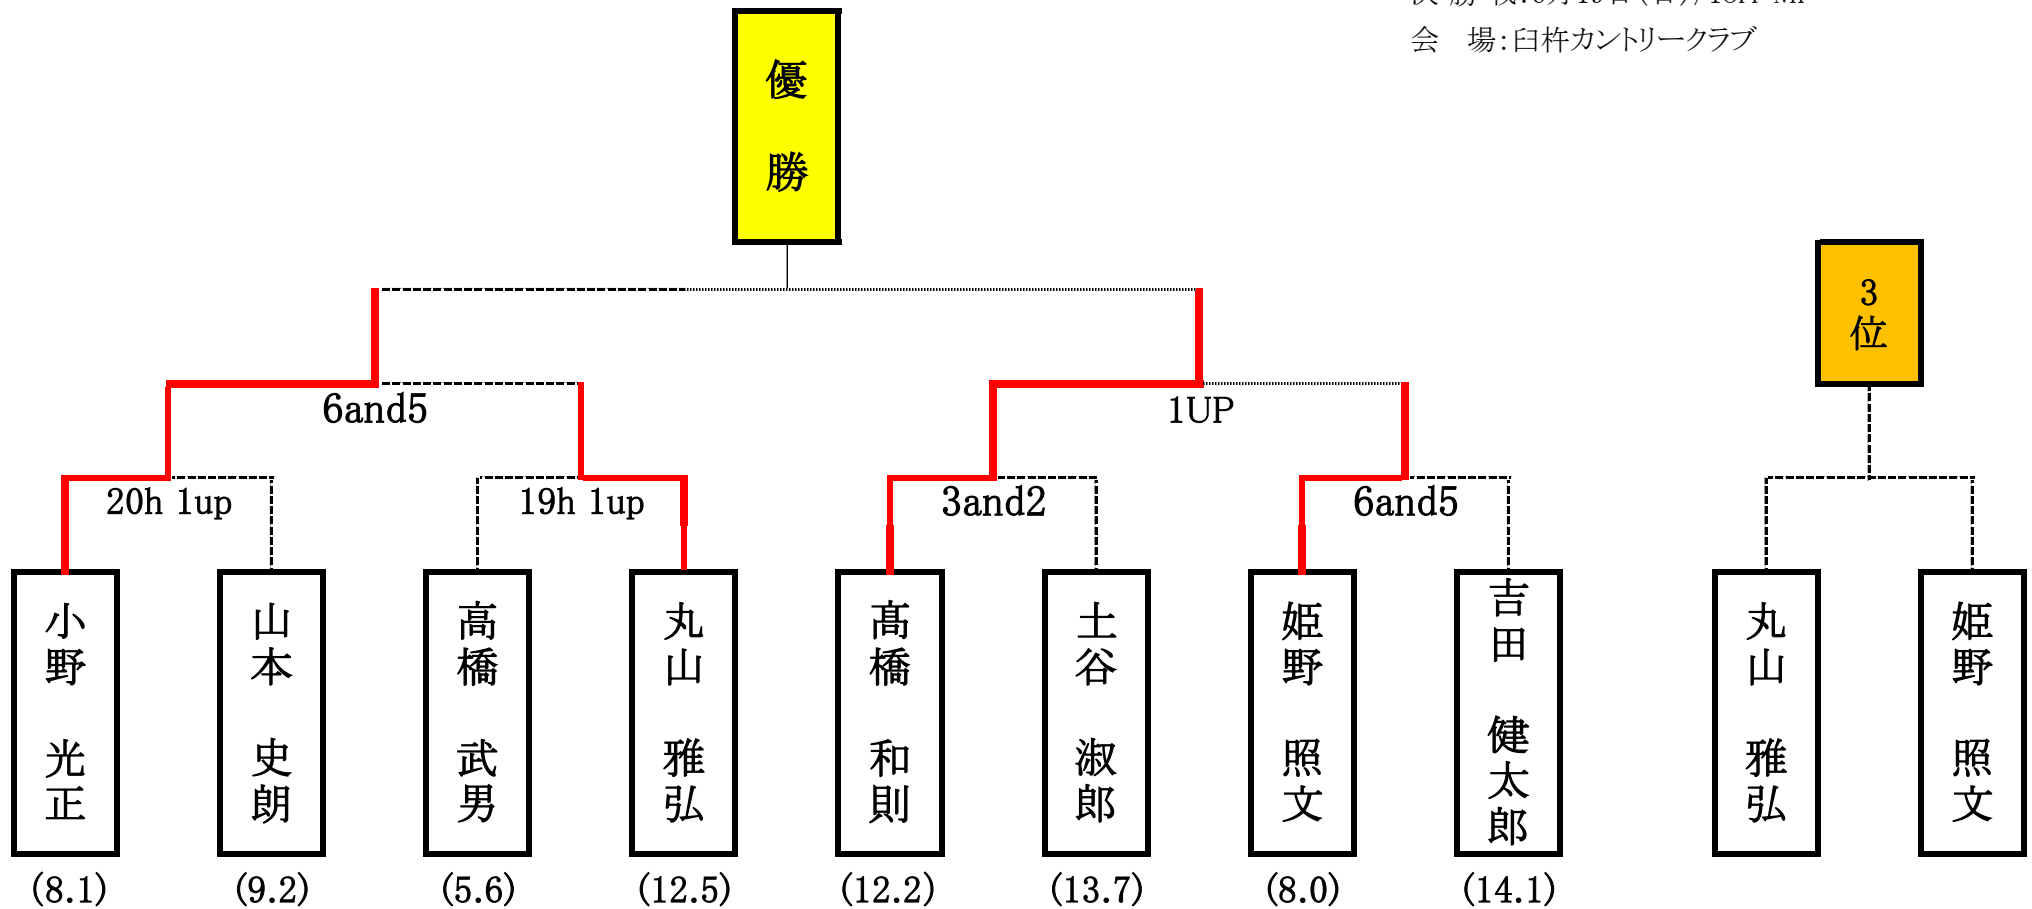 会　場：臼杵カントリークラブ
優勝
3位
6and5
1UP
20h 1up
19h 1up
3and2
6and5
小野　光正
山本　史朗
高橋　武男
丸山　雅弘
髙橋　和則
土谷　淑郎
姫野　照文
吉田　健太郎
丸山　雅弘
姫野　照文
(8.1)
(9.2)
(5.6)
(12.5)
(12.2)
(13.7)
(8.0)
(14.1)